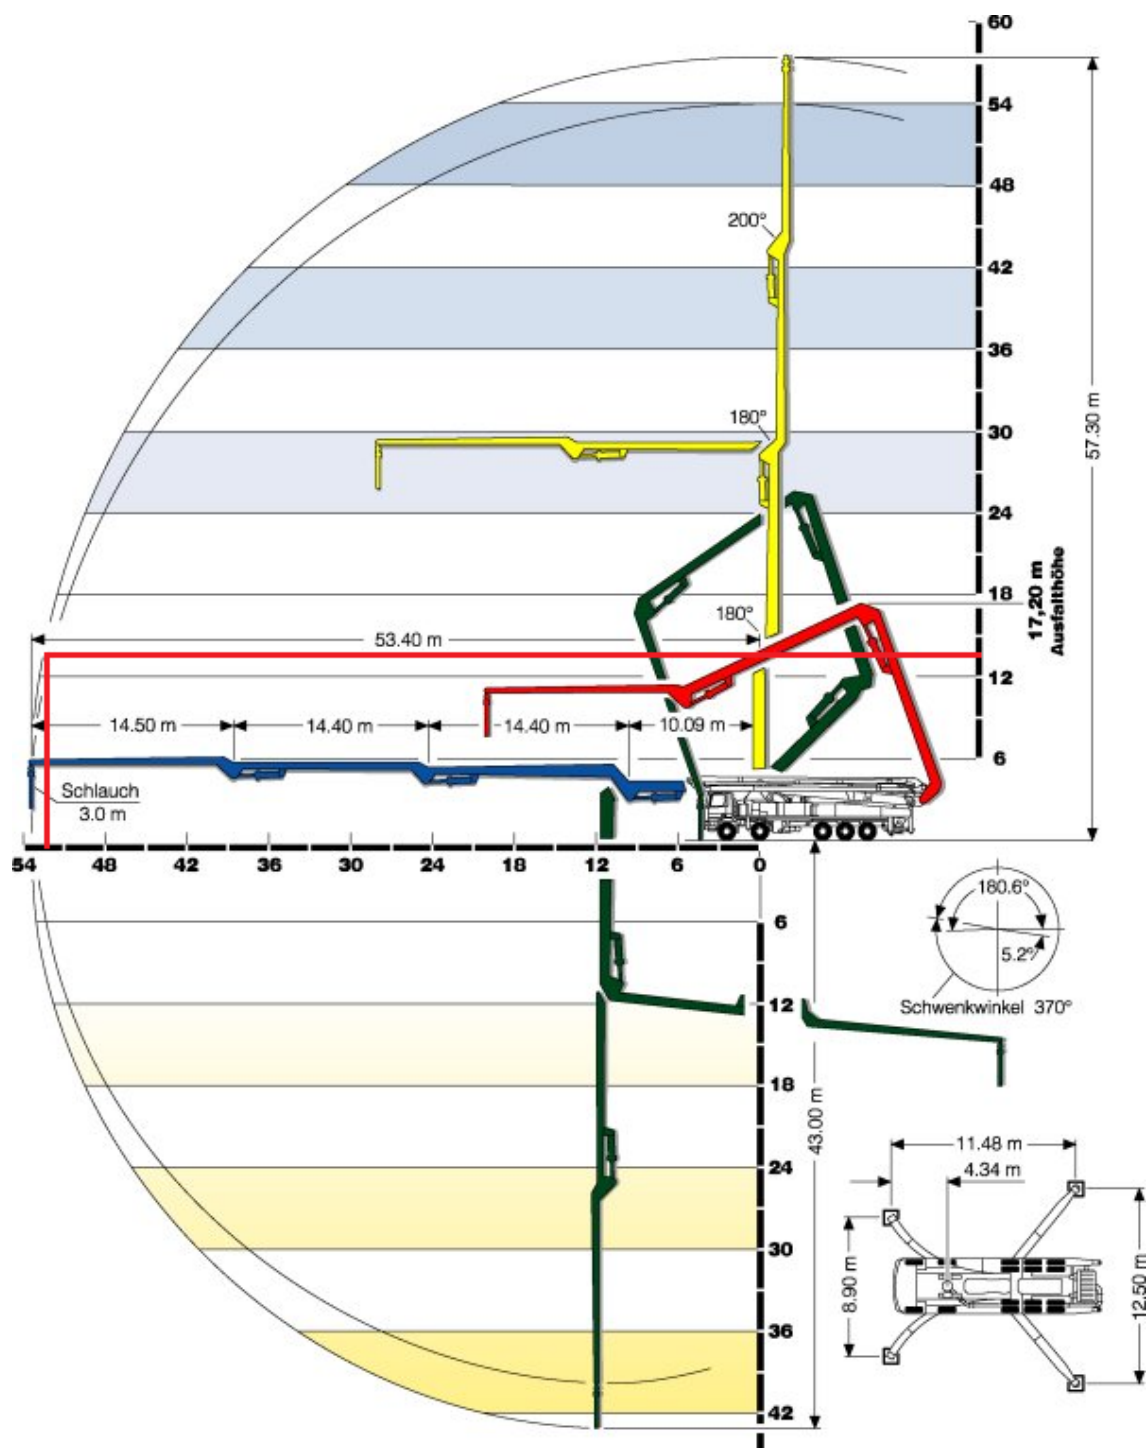 60
54
48
200°
42
36
57.30 m
180°
30
24
18
17,20 m
Ausfalthöhe
180°
53.40 m
12
14.50 m
14.40 m
14.40 m
10.09 m
6
Schlauch
3.0 m
54
48
42
36
30
24
18
12
6
0
180.6°
6
5.2°
12
Schwenkwinkel 370°
18
43.00 m
11.48 m
24
4.34 m
30
8.90 m
12.50 m
36
42